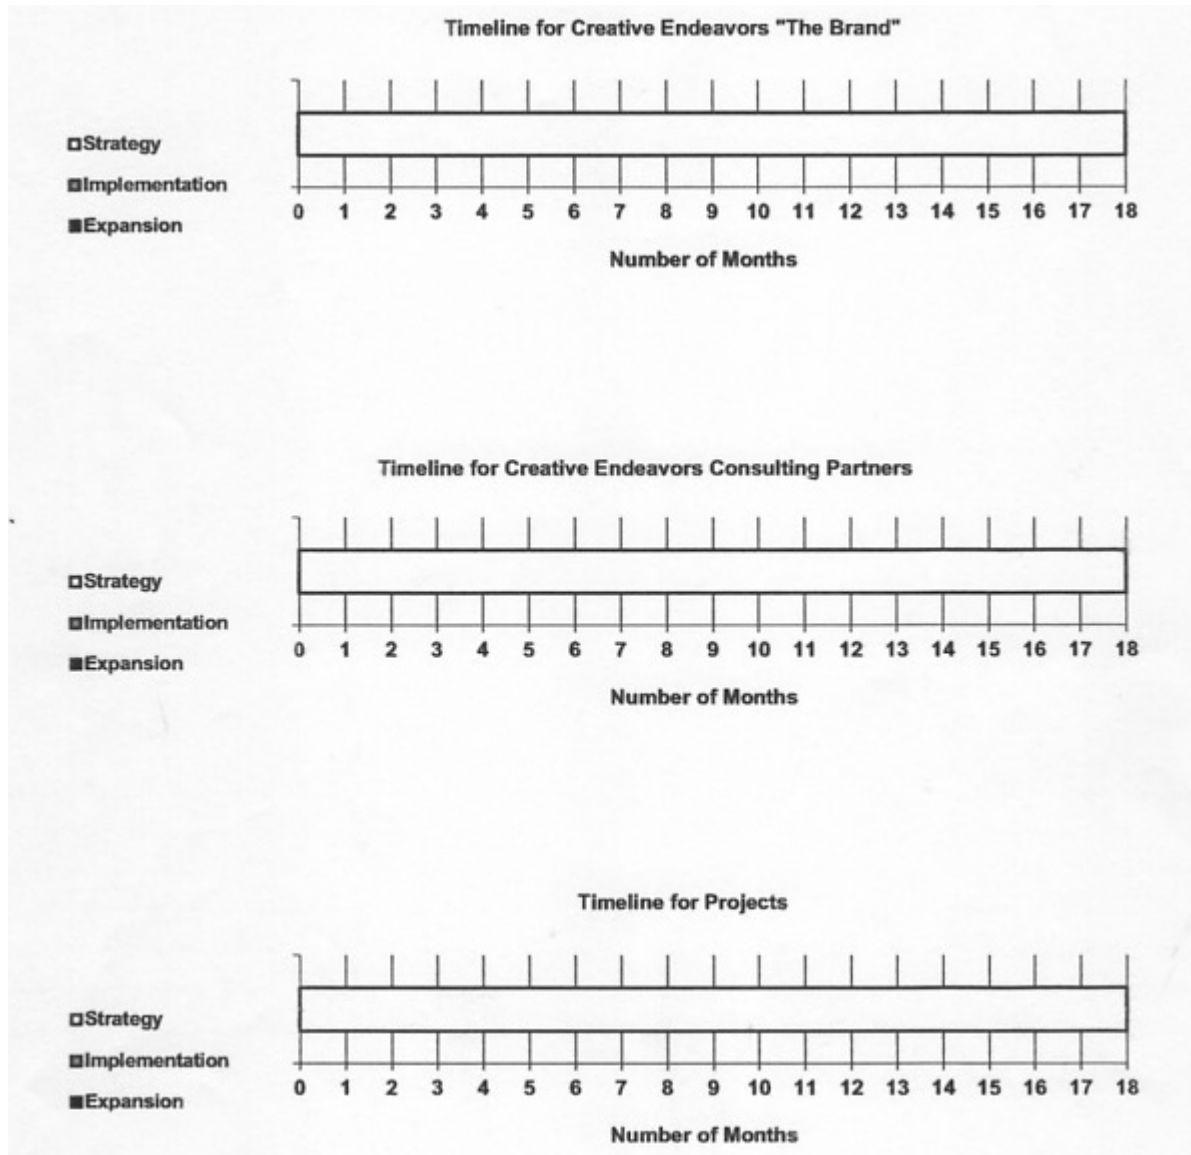 Timeline for Creative Endeavors "The Brand"
Strategy
Implementation
Expansion
0 1 2 3 4 5 6 7 8 9 10 11 12 13 14 15 16 17 18
Number of Months
Timeline for Creative Endeavors Consulting Partners
Strategy
Implementation
Expansion
0 1 2 3 4 5 6 7 8 9 10 11 12 13 14 15 16 17 18
Number of Months
Timeline for Projects
Strategy
Implementation
Expansion
0 1 2 3 4 5 6 7 8 9 10 11 12 13 14 15 16 17 18
Number of Months